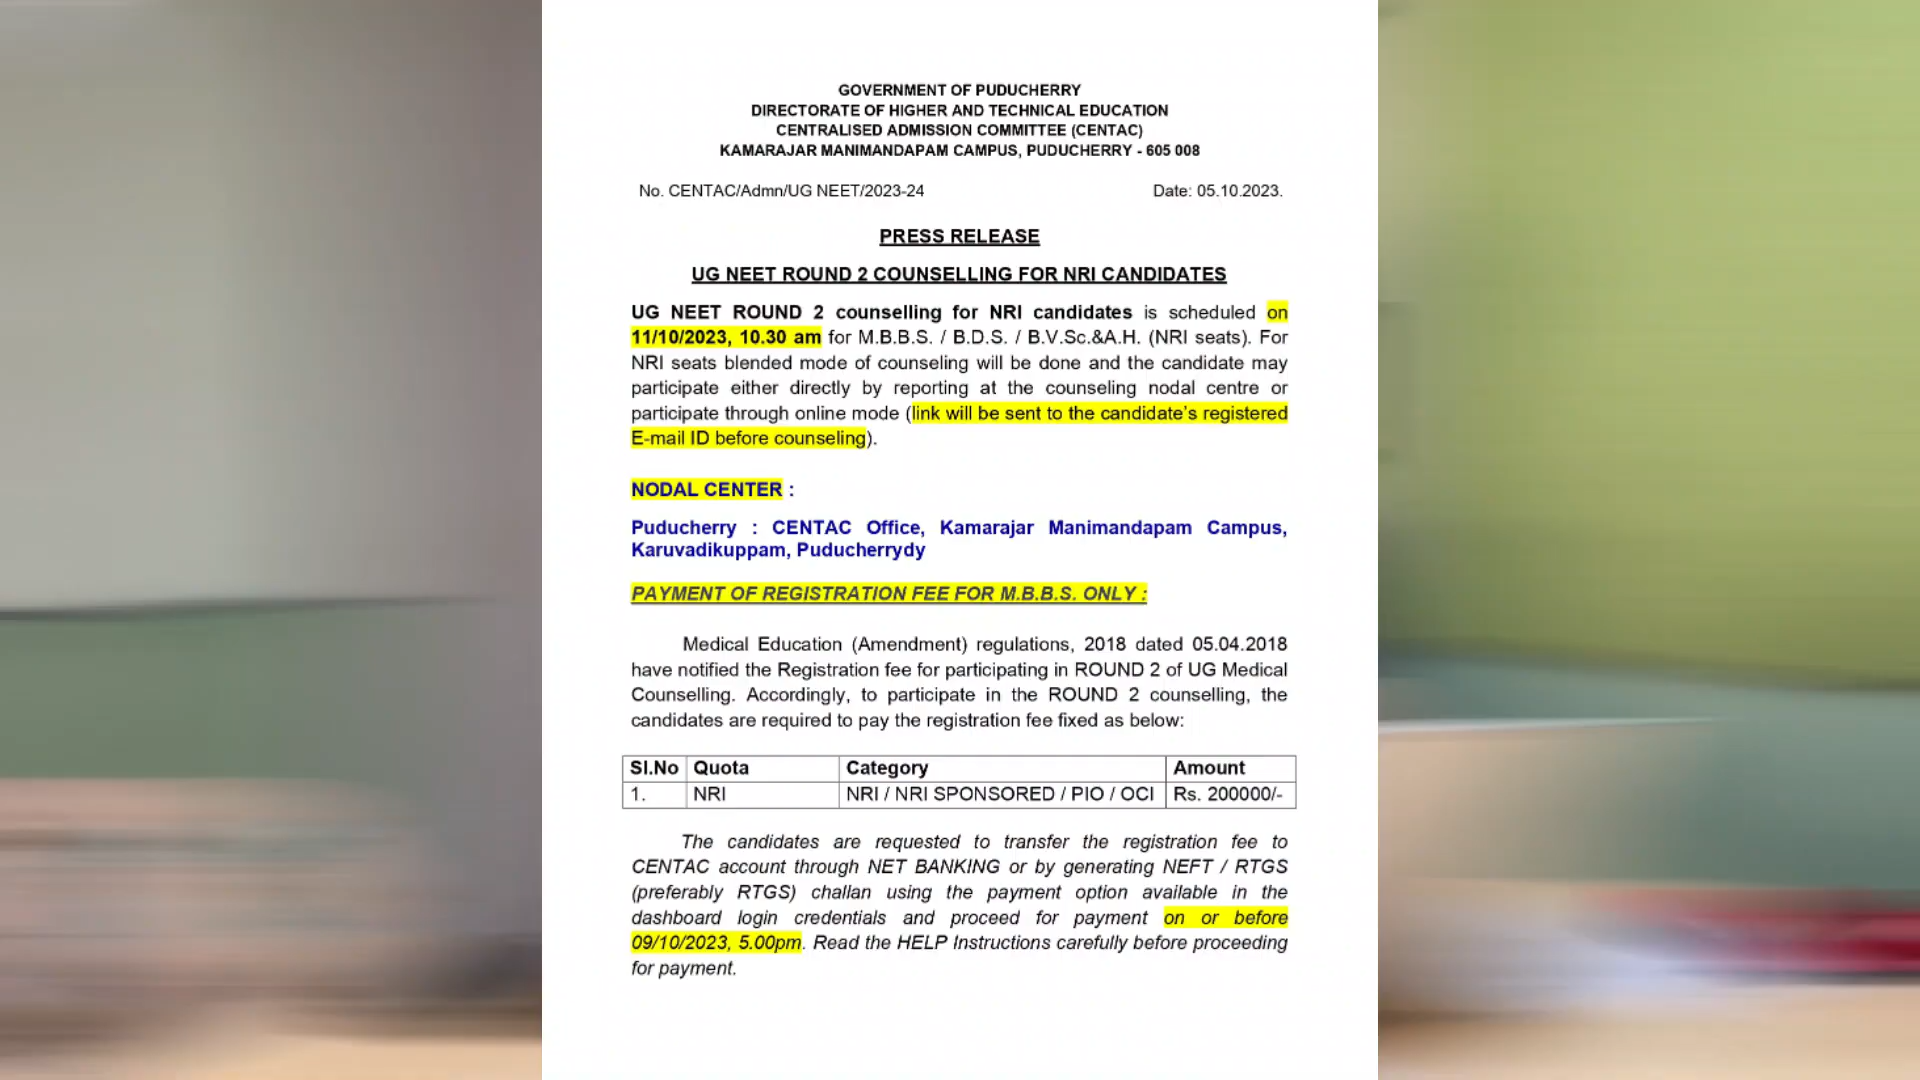 GOVERNMENT OF PUDUCHERRY
DIRECTORATE OF HIGHER AND TECHNICAL EDUCATION
CENTRALISED ADMISSION COMMITTEE (CENTAC)
KAMARAJAR MANIMANDAPAM CAMPUS, PUDUCHERRY - 605 008
No. CENTAC/Admn/UG NEET/2023-24 Date: 05.10.2023.
PRESS RELEASE
UG NEET ROUND 2 COUNSELLING FOR NRI CANDIDATES
UG NEET ROUND 2 counselling for NRI candidates is scheduled on
11/10/2023, 10.30 am for M.B.B.S. / B.D.S. / B.V.Sc.&A.H. (NRI seats). For
NRI seats blended mode of counseling will be done and the candidate may
participate either directly by reporting at the counseling nodal centre or
participate through online mode (link will be sent to the candidate's registered
E-mail ID before counseling).
NODAL CENTER :
Puducherry : CENTAC Office, Kamarajar Manimandapam Campus,
Karuvadikuppam, Puducherrydy
PAYMENT OF REGISTRATION FEE FOR M.B.B.S. ONLY :
Medical Education (Amendment) regulations, 2018 dated 05.04.2018
have notified the Registration fee for participating in ROUND 2 of UG Medical
Counselling. Accordingly, to participate in the ROUND 2 counselling, the
candidates are required to pay the registration fee fixed as below:
Sl.No Quota Category Amount
1. NRI NRI / NRI SPONSORED / PIO / OCI Rs. 200000/-
The candidates are requested to transfer the registration fee to
CENTAC account through NET BANKING or by generating NEFT / RTGS
(preferably RTGS) challan using the payment option available in the
dashboard login credentials and proceed for payment on or before
09/10/2023, 5.00pm. Read the HELP Instructions carefully before proceeding
for payment.